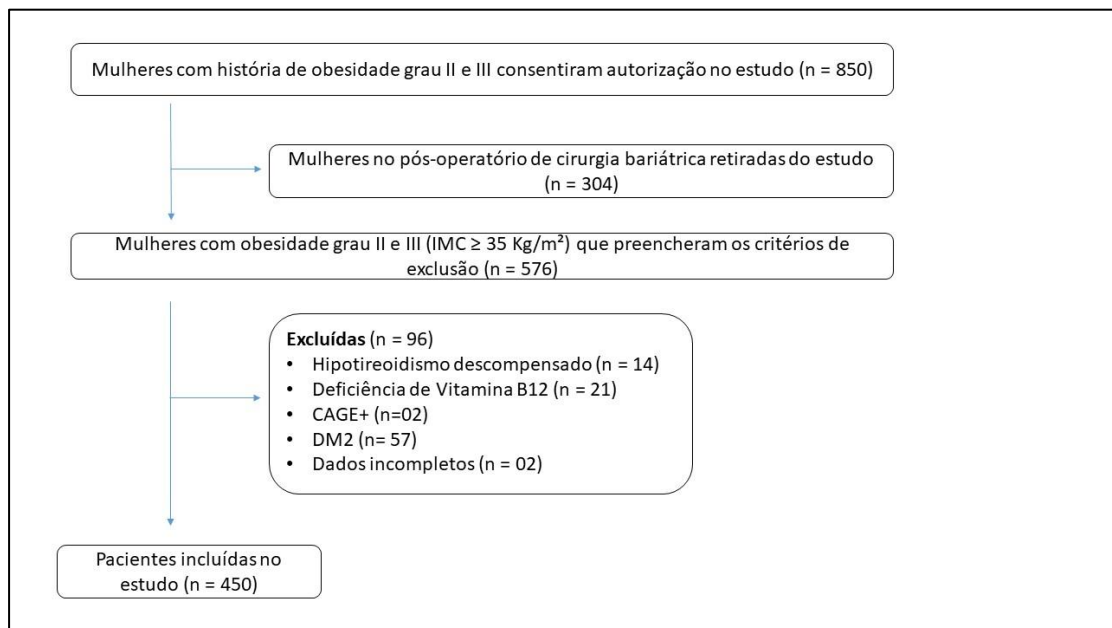 Mulheres com história de obesidade grau II e III consentiram autorização no estudo (n = 850)
Mulheres no pós-operatório de cirurgia bariátrica retiradas do estudo
(n = 304)
Mulheres com obesidade grau II e III (IMC ≥ 35 Kg/m²) que preencheram os critérios de
exclusão (n = 576)
Excluídas (n = 96)
• Hipotireoidismo descompensado (n = 14)
• Deficiência de Vitamina B12 (n = 21)
• CAGE+ (n=02)
• DM2 (n= 57)
• Dados incompletos (n = 02)
Pacientes incluídas no
estudo (n = 450)